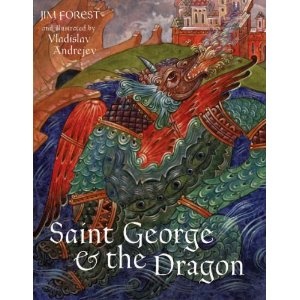 JIM FOREST
and illustrated by
Vladislav
Andrejev
Saint George
& the Dragon